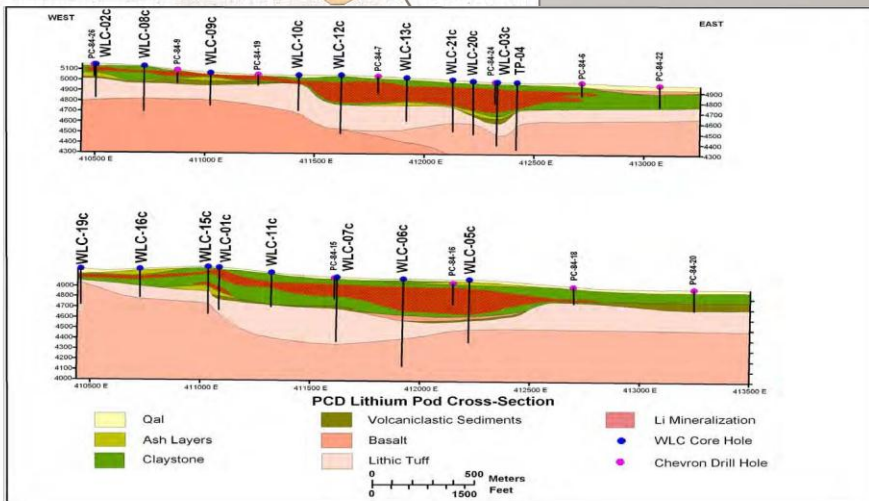 WEST
EAST
PC-84-26
WLC-02c
WLC-08c
PC-84-9
WLC-09c
PC-84-19
WLC-10c
WLC-12c
PC-84-7
WLC-13c
WLC-21c
WLC-20c
PC-84-24
WLC-03c
TP-04
PC-84-6
PC-84-22
5100
5000
4900
4800
4700
4600
4500
4400
4300
4900
4800
4700
4600
4500
4400
4300
410500 E 411000 E 411500 E 412000 E 412500 E 413000 E
WLC-19c
WLC-16c
WLC-15c
WLC-01c
WLC-11c
PC-84-15
WLC-07c
WLC-06c
PC-84-16
WLC-05c
PC-84-18
PC-84-20
4900
4800
4700
4600
4500
4400
4300
4200
4100
4000
410500 E 411000 E 411500 E 412000 E 412500 E 413000 E 413500 E
PCD Lithium Pod Cross-Section
Qal Volcaniclastic Sediments Li Mineralization
Ash Layers Basalt WLC Core Hole
Claystone Lithic Tuff Chevron Drill Hole
0 500 Meters
0 1500 Feet